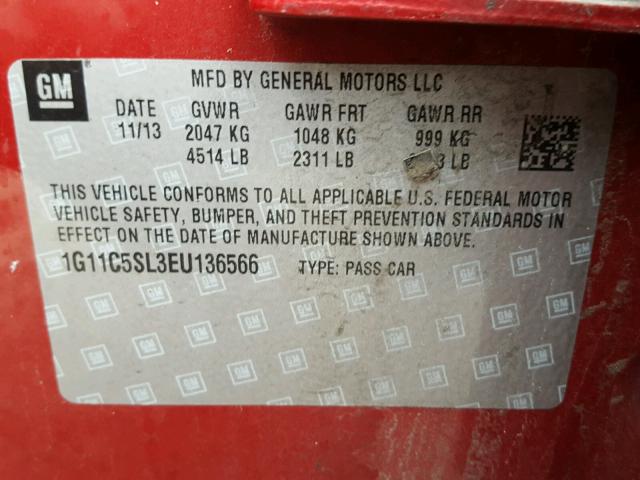 GM MFD BY GENERAL MOTORS LLC
DATE GVWR GAWR FRT GAWR RR
11/13 2047 KG 1048 KG 999 KG
4514 LB 2311 LB LB
THIS VEHICLE CONFORMS TO ALL APPLICABLE U.S. FEDERAL MOTOR
VEHICLE SAFETY, BUMPER, AND THEFT PREVENTION STANDARDS IN
EFFECT ON THE DATE OF MANUFACTURE SHOWN ABOVE.
1G11C5SL3EU136566 TYPE: PASS CAR